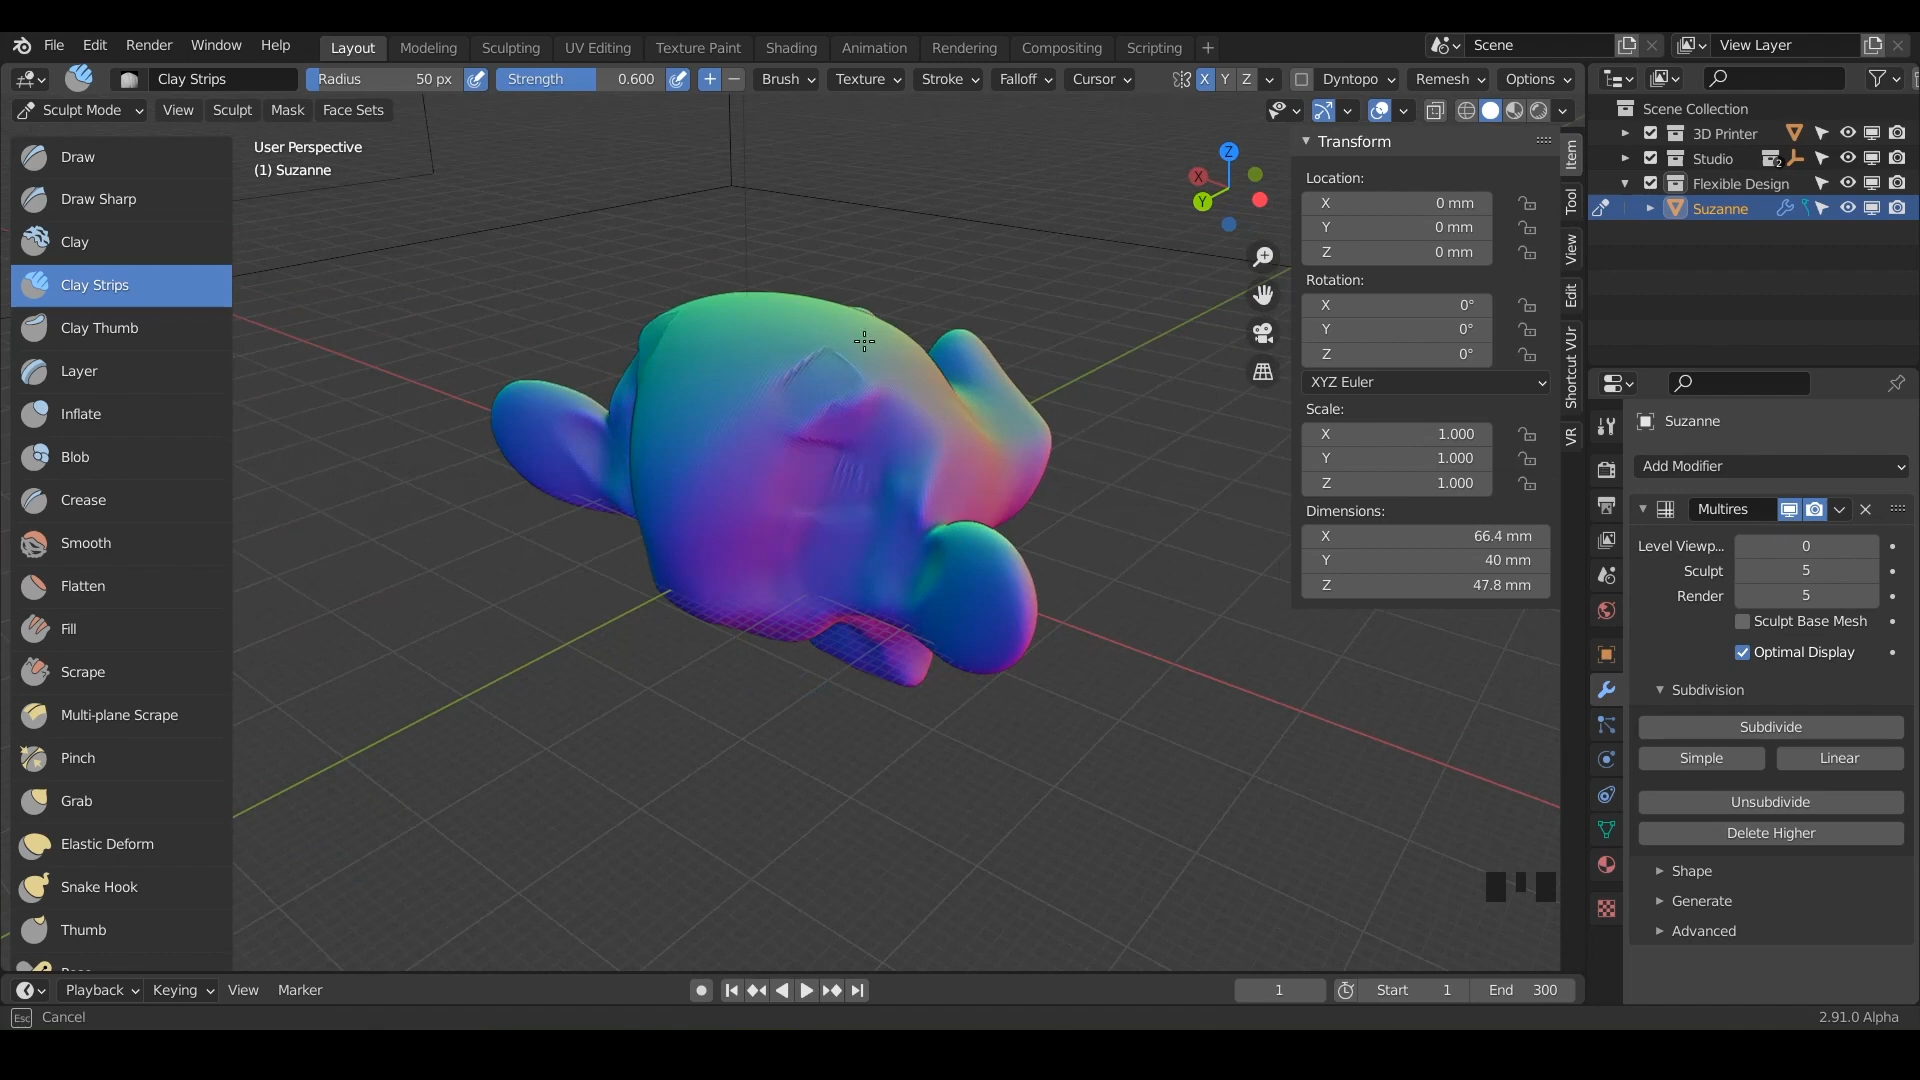 File Edit Render Window Help Layout Modeling Sculpting UV Editing Texture Paint Shading Animation Rendering Compositing Scripting + Scene View Layer
Clay Strips Radius 50 px Strength 0.600 Brush Texture Stroke Falloff Cursor X Y Z Dyntopo Remesh Options
Sculpt Mode View Sculpt Mask Face Sets
User Perspective
(1) Suzanne
Draw
Draw Sharp
Clay
Clay Strips
Clay Thumb
Layer
Inflate
Blob
Crease
Smooth
Flatten
Fill
Scrape
Multi-plane Scrape
Pinch
Grab
Elastic Deform
Snake Hook
Thumb
Z
X
Y
Transform
Location:
X 0 mm
Y 0 mm
Z 0 mm
Rotation:
X 0°
Y 0°
Z 0°
XYZ Euler
Scale:
X 1.000
Y 1.000
Z 1.000
Dimensions:
X 66.4 mm
Y 40 mm
Z 47.8 mm
Item
Tool
View
Edit
Shortcut VUr
VR
Scene Collection
3D Printer
Studio 2
Flexible Design
Suzanne
Suzanne
Add Modifier
Multires
Level Viewp... 0
Sculpt 5
Render 5
Sculpt Base Mesh
Optimal Display
Subdivision
Subdivide
Simple Linear
Unsubdivide
Delete Higher
Shape
Generate
Advanced
Playback Keying View Marker 1 Start 1 End 300
Esc Cancel 2.91.0 Alpha